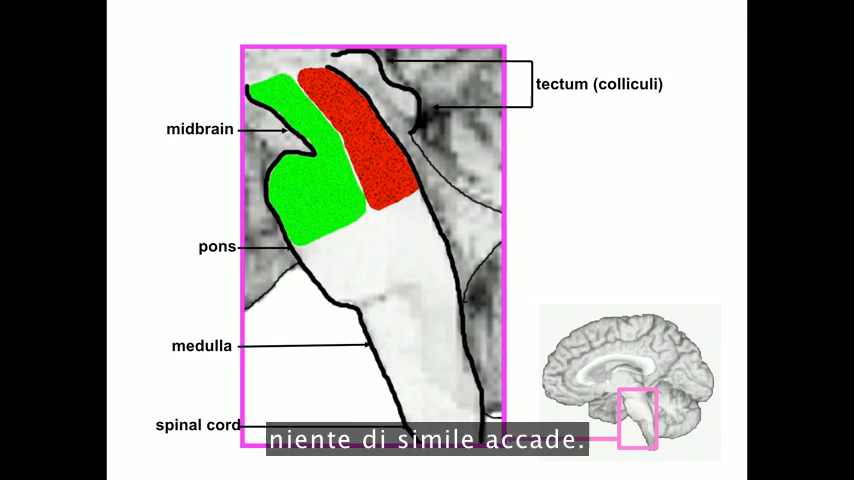 tectum (colliculi)
midbrain
pons
medulla
spinal cord
niente di simile accade.